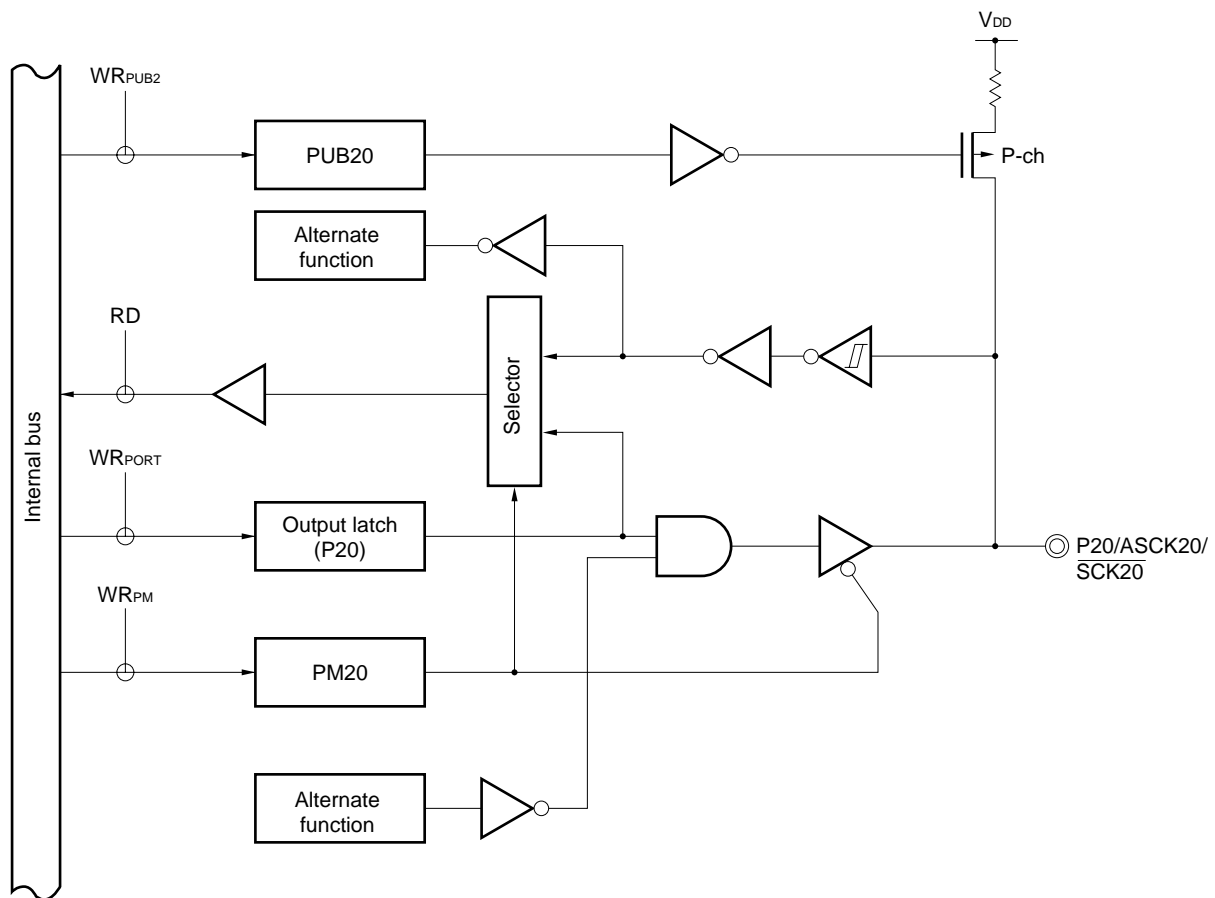 VDD
WRPUB2
PUB20
P-ch
Alternate
function
RD
Selector
Internal bus
WRPORT
Output latch
(P20)
P20/ASCK20/
SCK20
WRPM
PM20
Alternate
function